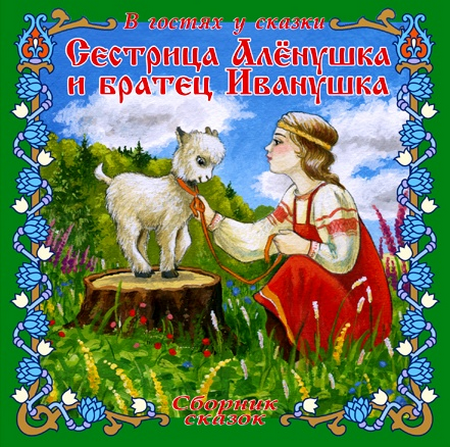 В гостях у сказки
Сестрица Алёнушка
и братец Иванушка
Сборник
сказок